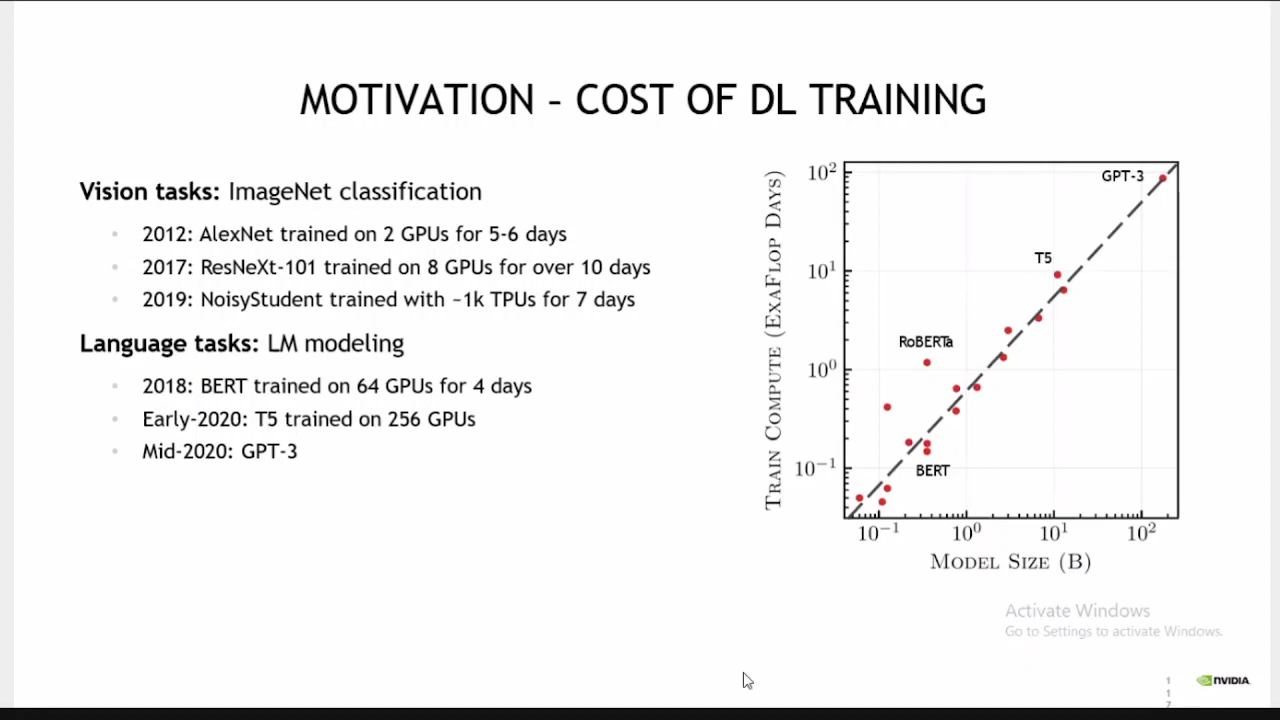 MOTIVATION – COST OF DL TRAINING
Vision tasks: ImageNet classification
• 2012: AlexNet trained on 2 GPUs for 5-6 days
• 2017: ResNeXt-101 trained on 8 GPUs for over 10 days
• 2019: NoisyStudent trained with ~1k TPUs for 7 days
Language tasks: LM modeling
• 2018: BERT trained on 64 GPUs for 4 days
• Early-2020: T5 trained on 256 GPUs
• Mid-2020: GPT-3
TRAIN COMPUTE (EXAFLOP DAYS)
10²
10¹
10⁰
10⁻¹
GPT-3
T5
RoBERTa
BERT
10⁻¹ 10⁰ 10¹ 10²
MODEL SIZE (B)
Activate Windows
Go to Settings to activate Windows.
1
1
7
NVIDIA.